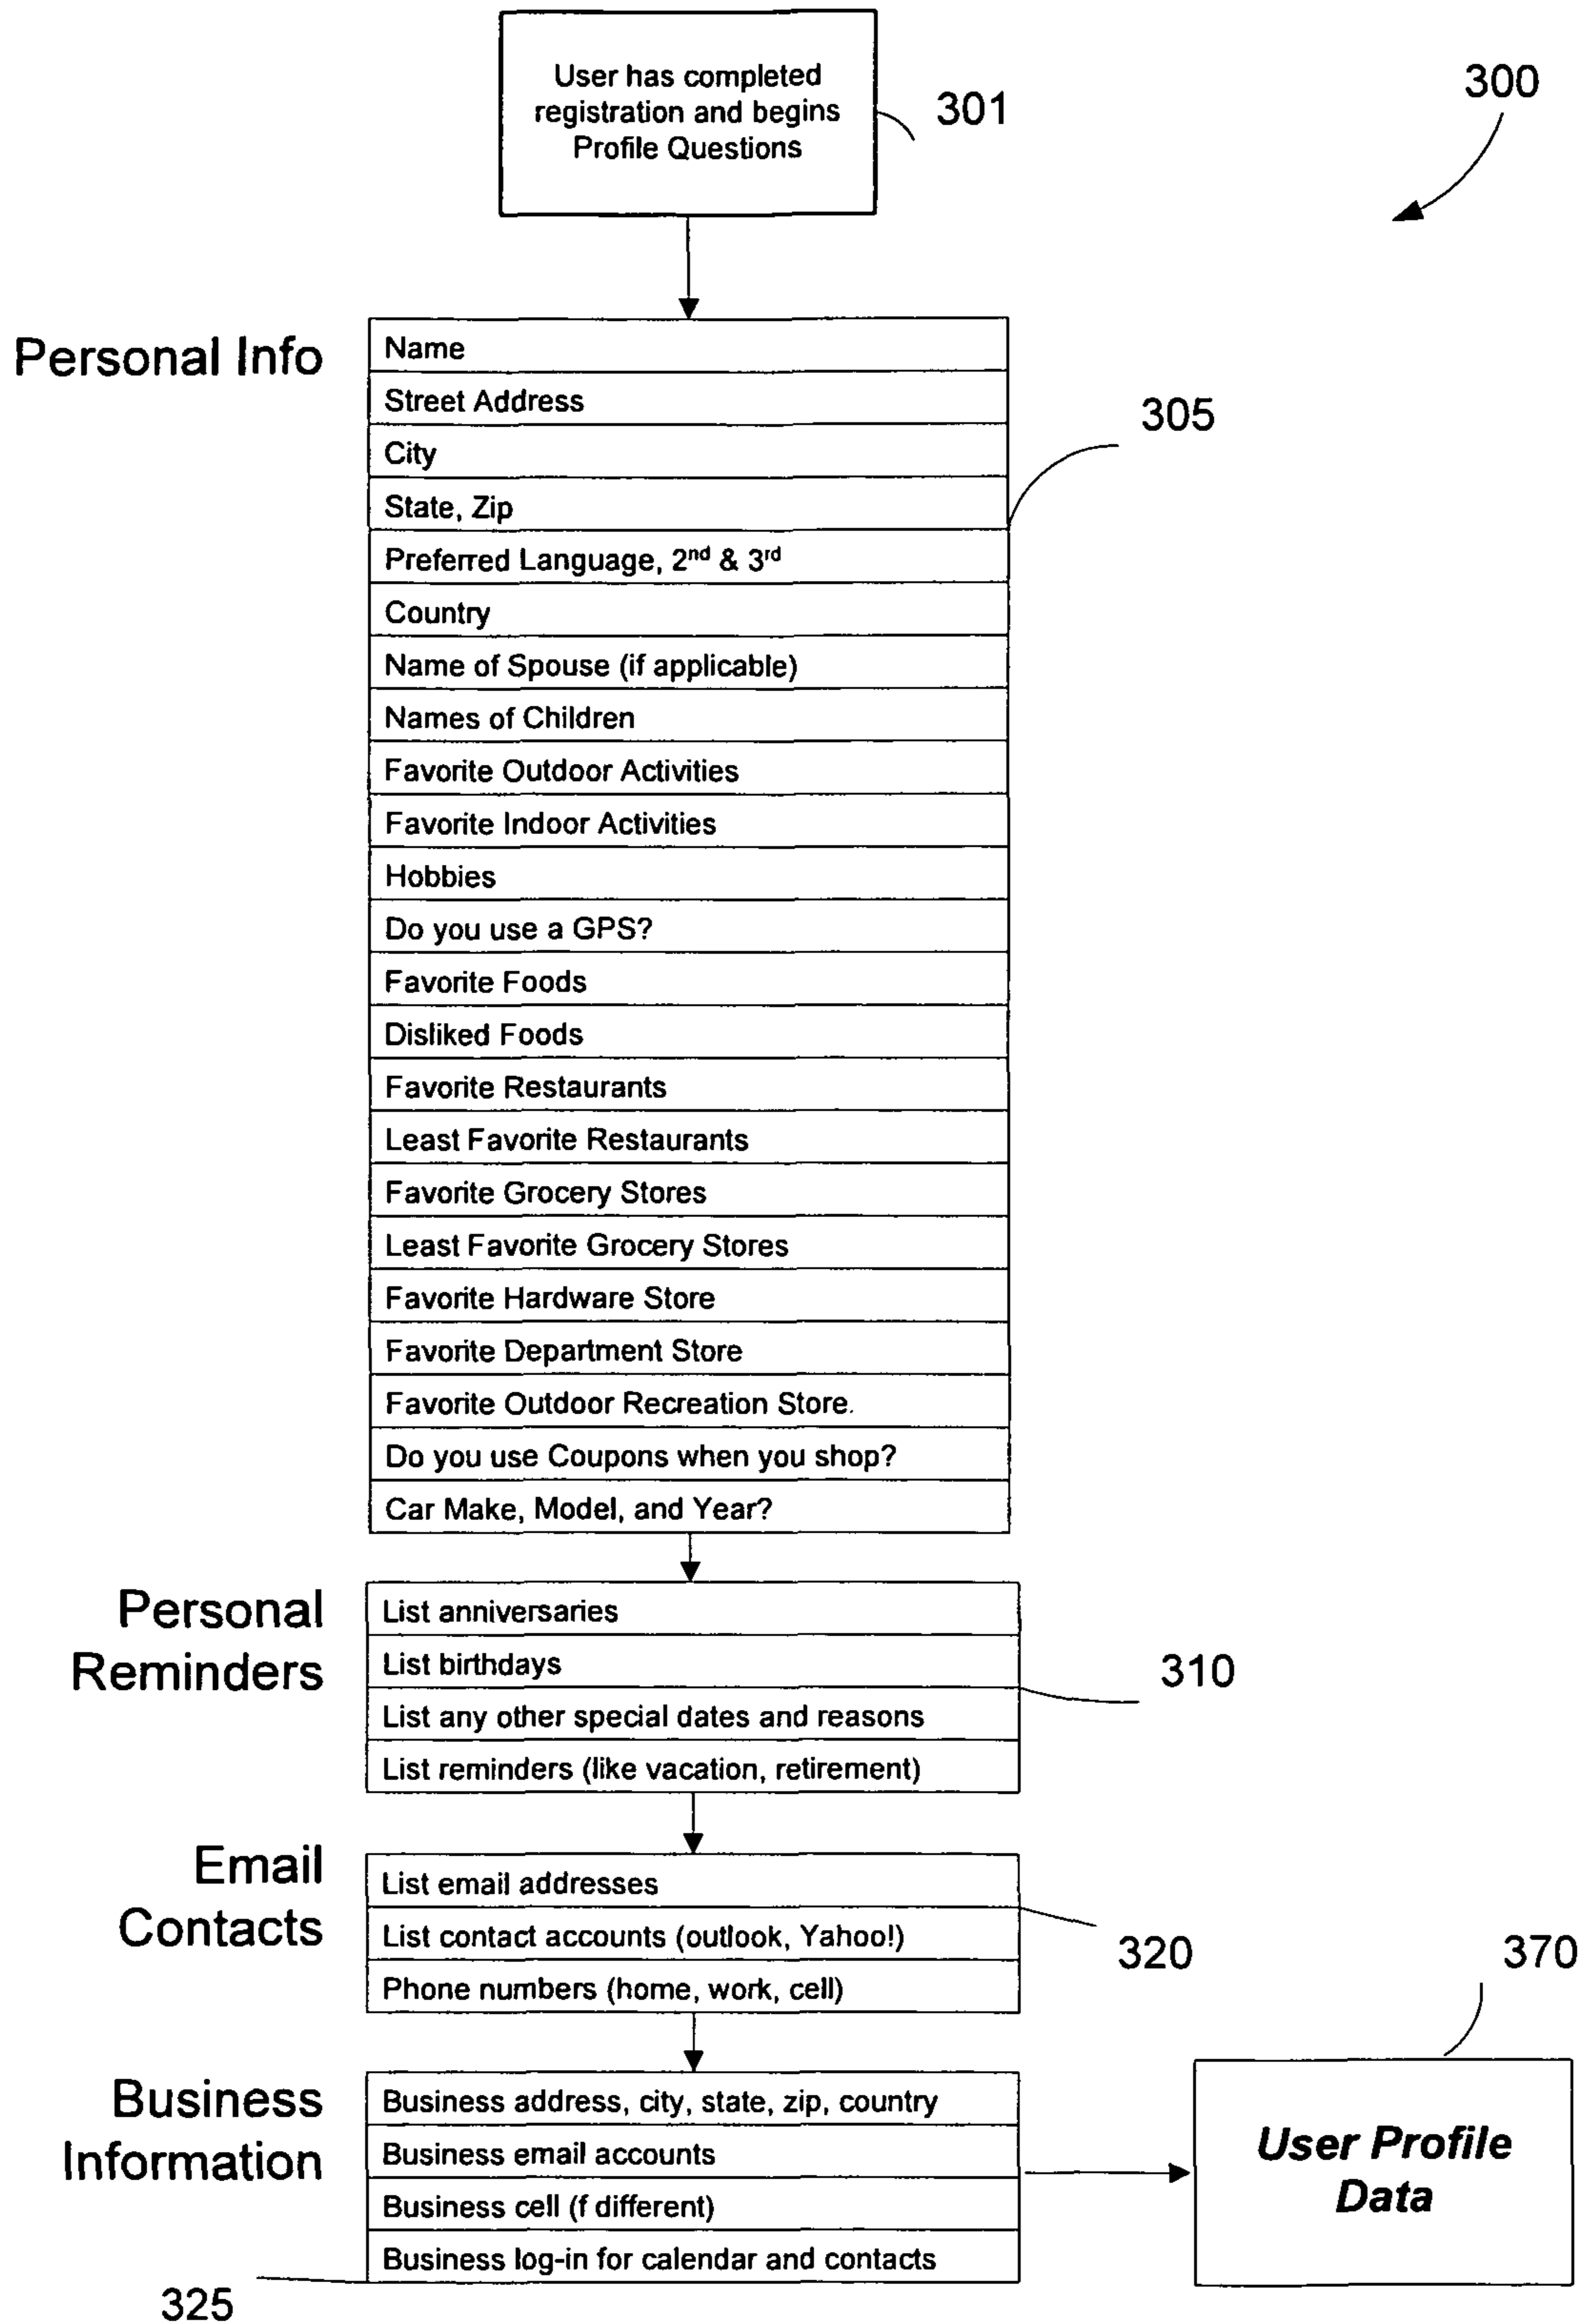 User has completed
registration and begins
Profile Questions
301
300
Personal Info
Name
Street Address
305
City
State, Zip
Preferred Language, 2nd & 3rd
Country
Name of Spouse (if applicable)
Names of Children
Favorite Outdoor Activities
Favorite Indoor Activities
Hobbies
Do you use a GPS?
Favorite Foods
Disliked Foods
Favorite Restaurants
Least Favorite Restaurants
Favorite Grocery Stores
Least Favorite Grocery Stores
Favorite Hardware Store
Favorite Department Store
Favorite Outdoor Recreation Store.
Do you use Coupons when you shop?
Car Make, Model, and Year?
Personal
Reminders
List anniversaries
List birthdays
310
List any other special dates and reasons
List reminders (like vacation, retirement)
Email
Contacts
List email addresses
List contact accounts (outlook, Yahoo!)
320
370
Phone numbers (home, work, cell)
Business
Information
Business address, city, state, zip, country
Business email accounts
Business cell (f different)
Business log-in for calendar and contacts
325
User Profile
Data